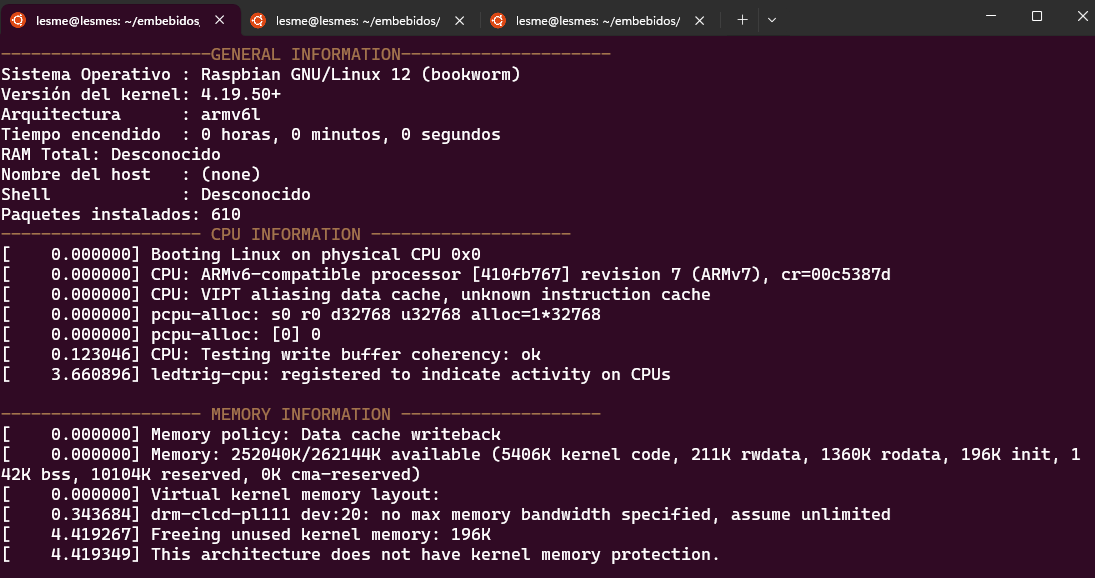 lesme@lesmes: ~/embebidos,
lesme@lesmes: ~/embebidos/
lesme@lesmes: ~/embebidos/
---------------------GENERAL INFORMATION---------------------
Sistema Operativo : Raspbian GNU/Linux 12 (bookworm)
Versión del kernel: 4.19.50+
Arquitectura      : armv6l
Tiempo encendido  : 0 horas, 0 minutos, 0 segundos
RAM Total: Desconocido
Nombre del host   : (none)
Shell             : Desconocido
Paquetes instalados: 610
-------------------- CPU INFORMATION --------------------
[    0.000000] Booting Linux on physical CPU 0x0
[    0.000000] CPU: ARMv6-compatible processor [410fb767] revision 7 (ARMv7), cr=00c5387d
[    0.000000] CPU: VIPT aliasing data cache, unknown instruction cache
[    0.000000] pcpu-alloc: s0 r0 d32768 u32768 alloc=1*32768
[    0.000000] pcpu-alloc: [0] 0
[    0.123046] CPU: Testing write buffer coherency: ok
[    3.660896] ledtrig-cpu: registered to indicate activity on CPUs
-------------------- MEMORY INFORMATION --------------------
[    0.000000] Memory policy: Data cache writeback
[    0.000000] Memory: 252040K/262144K available (5406K kernel code, 211K rwdata, 1360K rodata, 196K init, 1
42K bss, 10104K reserved, 0K cma-reserved)
[    0.000000] Virtual kernel memory layout:
[    0.343684] drm-clcd-pl111 dev:20: no max memory bandwidth specified, assume unlimited
[    4.419267] Freeing unused kernel memory: 196K
[    4.419349] This architecture does not have kernel memory protection.